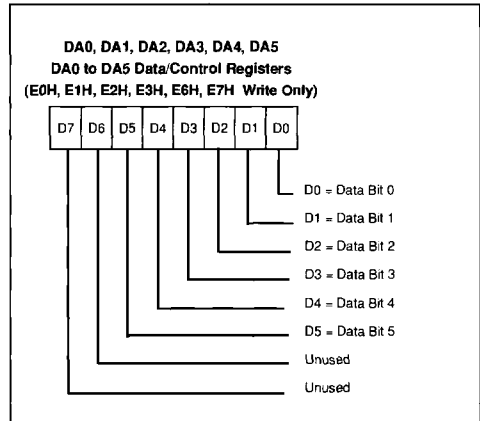 DA0, DA1, DA2, DA3, DA4, DA5
DA0 to DA5 Data/Control Registers
(E0H, E1H, E2H, E3H, E6H, E7H Write Only)
D7 D6 D5 D4 D3 D2 D1 D0
D0 = Data Bit 0
D1 = Data Bit 1
D2 = Data Bit 2
D3 = Data Bit 3
D4 = Data Bit 4
D5 = Data Bit 5
Unused
Unused